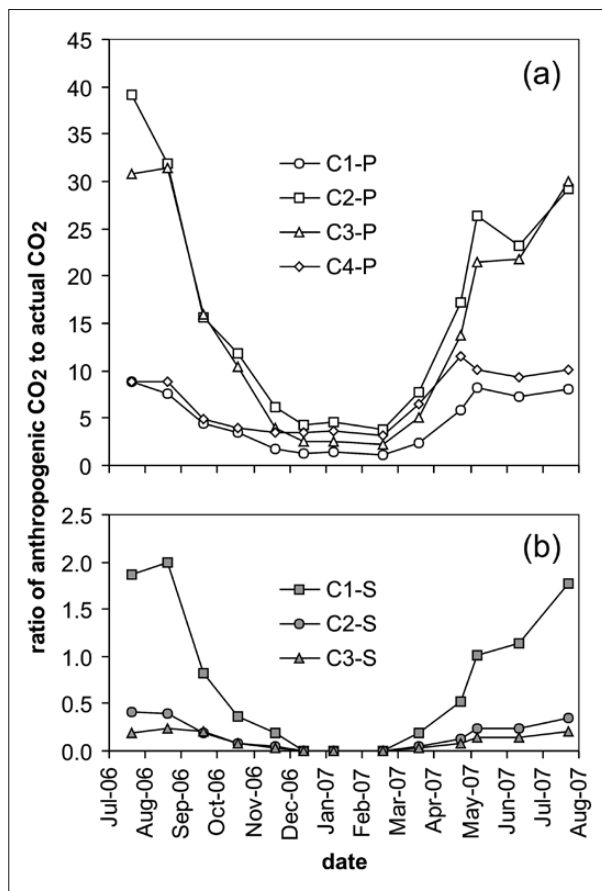 ratio of anthropogenic CO2 to actual CO2
(a)
45
40
35
30
25
20
15
10
5
0
C1-P
C2-P
C3-P
C4-P
(b)
2.5
2.0
1.5
1.0
0.5
0.0
C1-S
C2-S
C3-S
Jul-06
Aug-06
Sep-06
Oct-06
Nov-06
Dec-06
Jan-07
Feb-07
Mar-07
Apr-07
May-07
Jun-07
Jul-07
Aug-07
date